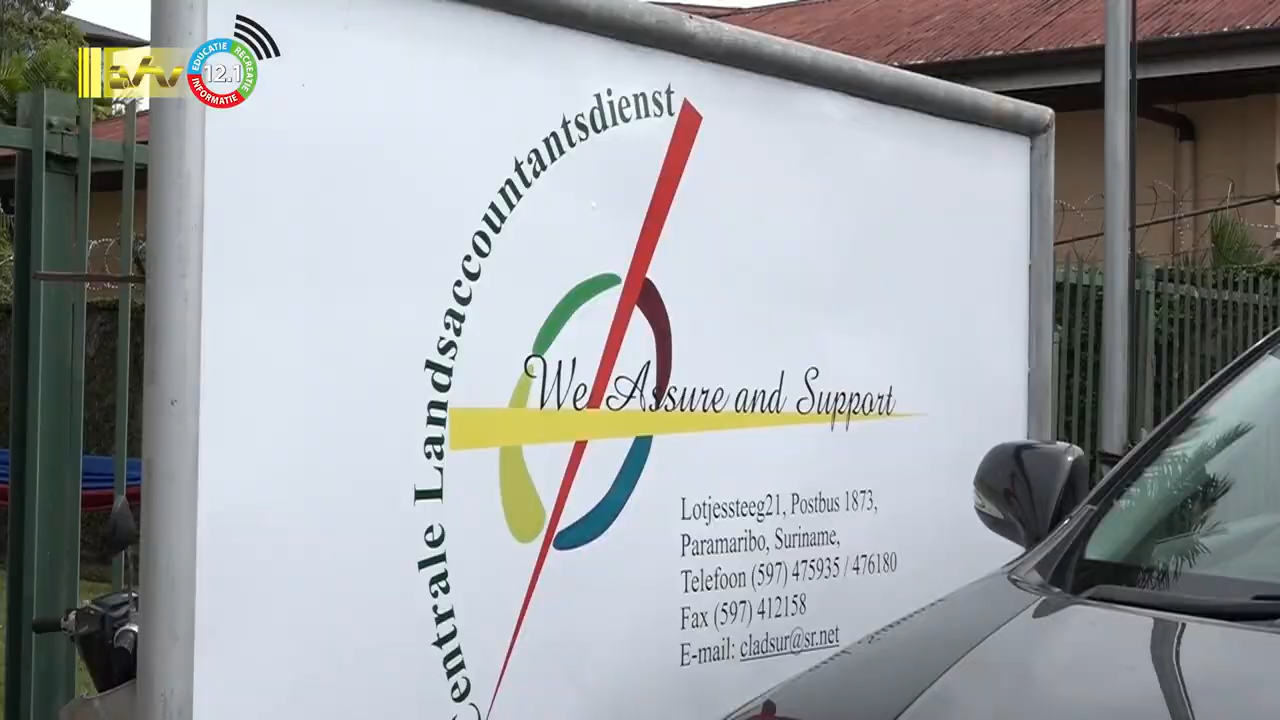 EDUCATIE
RECREATIE
INFORMATIE
12.1
Centrale Landsaccountantsdienst
We Assure and Support
Lotjessteeg21, Postbus 1873,
Paramaribo, Suriname,
Telefoon (597) 475935 / 476180
Fax (597) 412158
E-mail: cladsur@sr.net